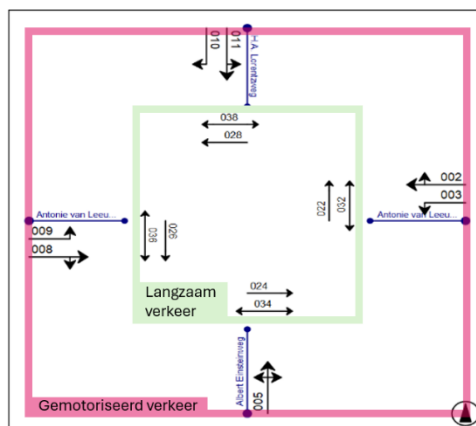 010
011
H.A. Lorentzweg
038
028
002
003
Antonie van Leeu...
009
008
036
026
022
032
Antonie van Leeu...
024
034
Langzaam
verkeer
Albert Einsteinweg
005
Gemotoriseerd verkeer